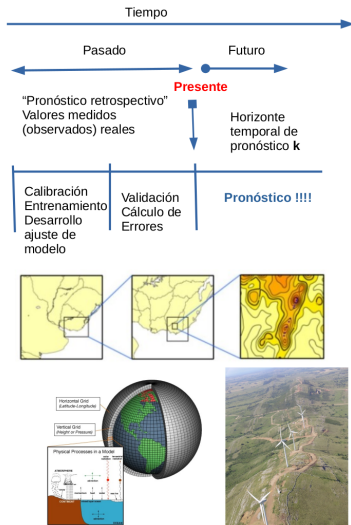 Tiempo
Pasado
Futuro
Presente
“Pronóstico retrospectivo”
Valores medidos
(observados) reales
Horizonte
temporal de
pronóstico k
Calibración
Entrenamiento
Desarrollo
ajuste de
modelo
Validación
Cálculo de
Errores
Pronóstico !!!!
Horizontal Grid
(Latitude-Longitude)
Vertical Grid
(Height or Pressure)
Physical Processes in a Model